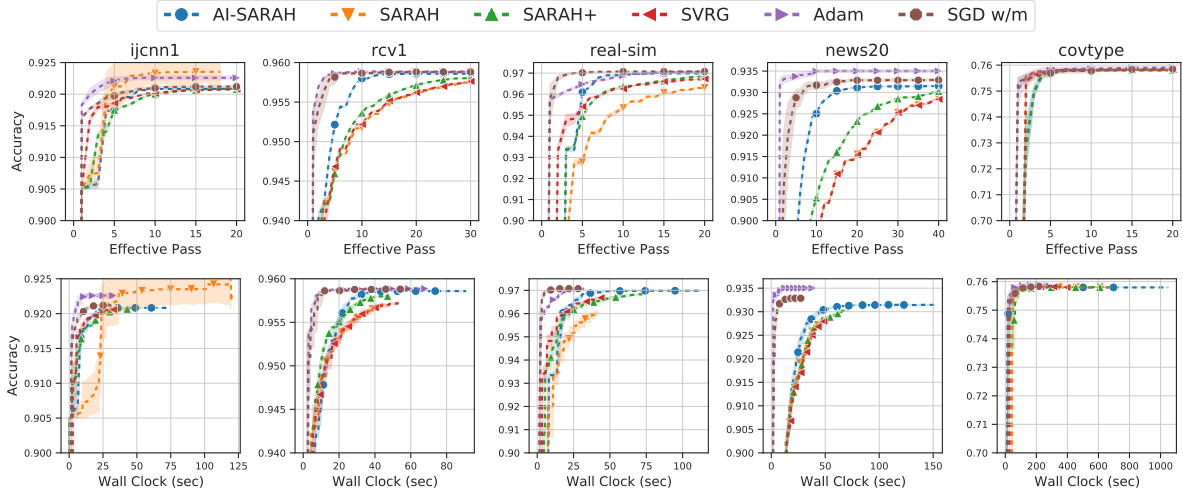 AI-SARAH SARAH SARAH+ SVRG Adam SGD w/m
ijcnn1 rcv1 real-sim news20 covtype
Accuracy
0.925 0.920 0.915 0.910 0.905 0.900
0 5 10 15 20
Effective Pass
0.960 0.955 0.950 0.945 0.940
0 10 20 30
Effective Pass
0.97 0.96 0.95 0.94 0.93 0.92 0.91 0.90
0 5 10 15 20
Effective Pass
0.935 0.930 0.925 0.920 0.915 0.910 0.905 0.900
0 10 20 30 40
Effective Pass
0.76 0.75 0.74 0.73 0.72 0.71 0.70
0 5 10 15 20
Effective Pass
Accuracy
0.925 0.920 0.915 0.910 0.905 0.900
0 25 50 75 100 125
Wall Clock (sec)
0.960 0.955 0.950 0.945 0.940
0 20 40 60 80
Wall Clock (sec)
0.97 0.96 0.95 0.94 0.93 0.92 0.91 0.90
0 25 50 75 100
Wall Clock (sec)
0.935 0.930 0.925 0.920 0.915 0.910 0.905 0.900
0 50 100 150
Wall Clock (sec)
0.76 0.75 0.74 0.73 0.72 0.71 0.70
0 200 400 600 800 1000
Wall Clock (sec)